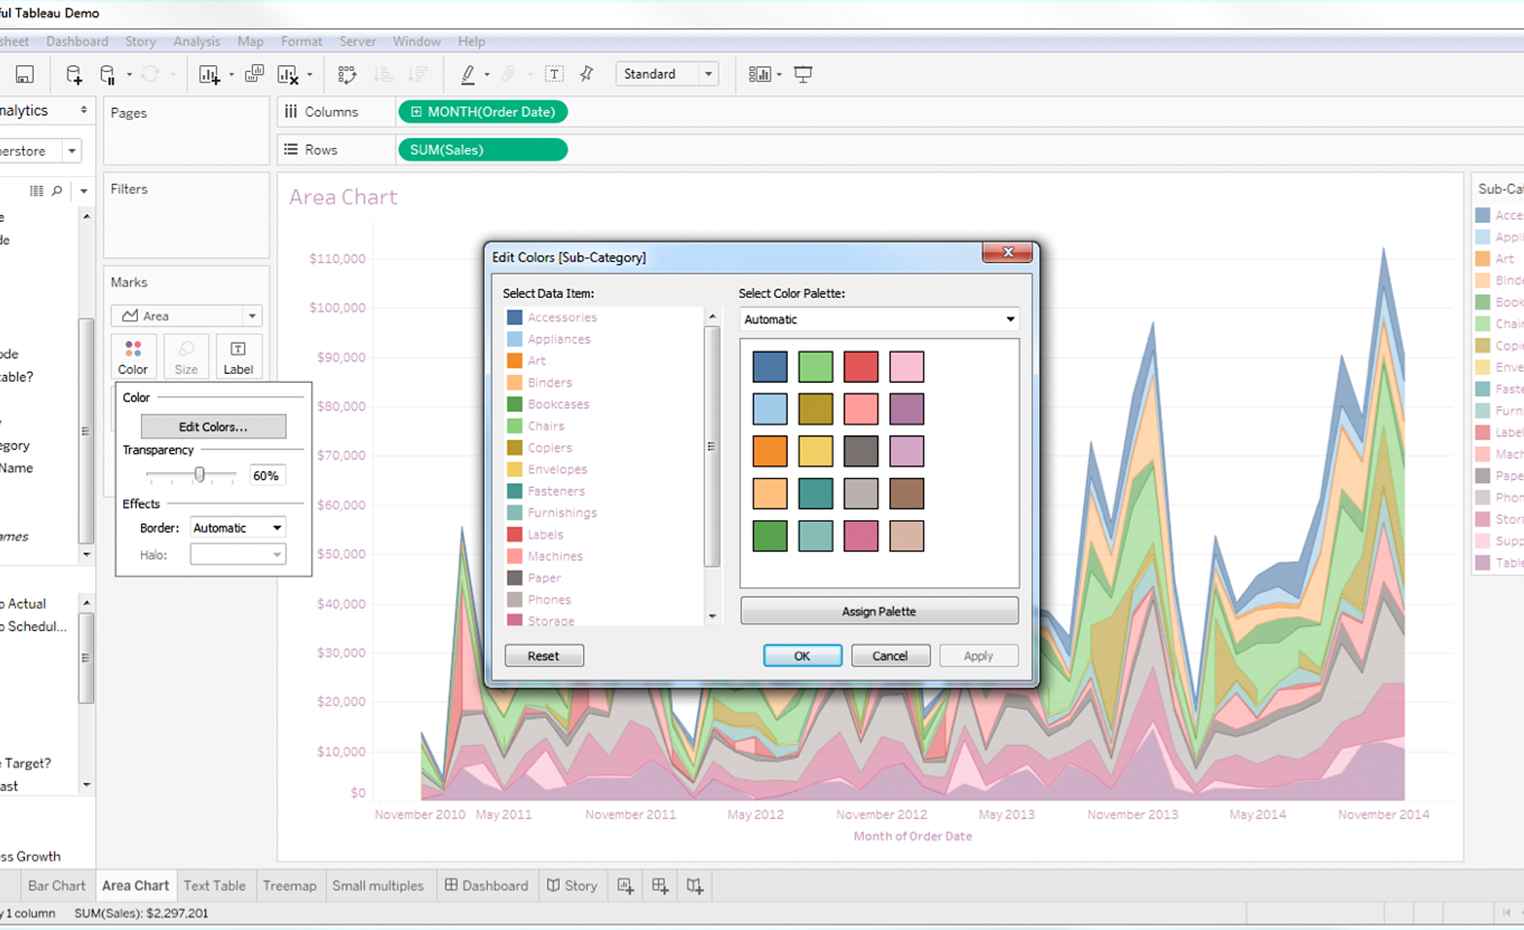 ful Tableau Demo
sheet Dashboard Story Analysis Map Format Server Window Help
Standard
nalytics
Pages
Columns MONTH(Order Date)
erstore
Rows SUM(Sales)
Filters
Area Chart
Sub-Ca
e
de
Marks
Area
Color Size Label
ode
table?
egory
Name
ames
o Actual
o Schedul...
e Target?
ast
ss Growth
Color
Edit Colors...
Transparency
60%
Effects
Border: Automatic
Halo:
$110,000
$100,000
$90,000
$80,000
$70,000
$60,000
$50,000
$40,000
$30,000
$20,000
$10,000
$0
November 2010 May 2011 November 2011 May 2012 November 2012 May 2013 November 2013 May 2014 November 2014
Month of Order Date
Edit Colors [Sub-Category]
Select Data Item:
Accessories
Appliances
Art
Binders
Bookcases
Chairs
Copiers
Envelopes
Fasteners
Furnishings
Labels
Machines
Paper
Phones
Storage
Select Color Palette:
Automatic
Assign Palette
Reset OK Cancel Apply
Acce
Appli
Art
Binde
Book
Chair
Copie
Enve
Faste
Furn
Label
Mach
Pape
Phon
Stora
Supp
Table
Bar Chart Area Chart Text Table Treemap Small multiples Dashboard Story
y 1 column SUM(Sales): $2,297,201